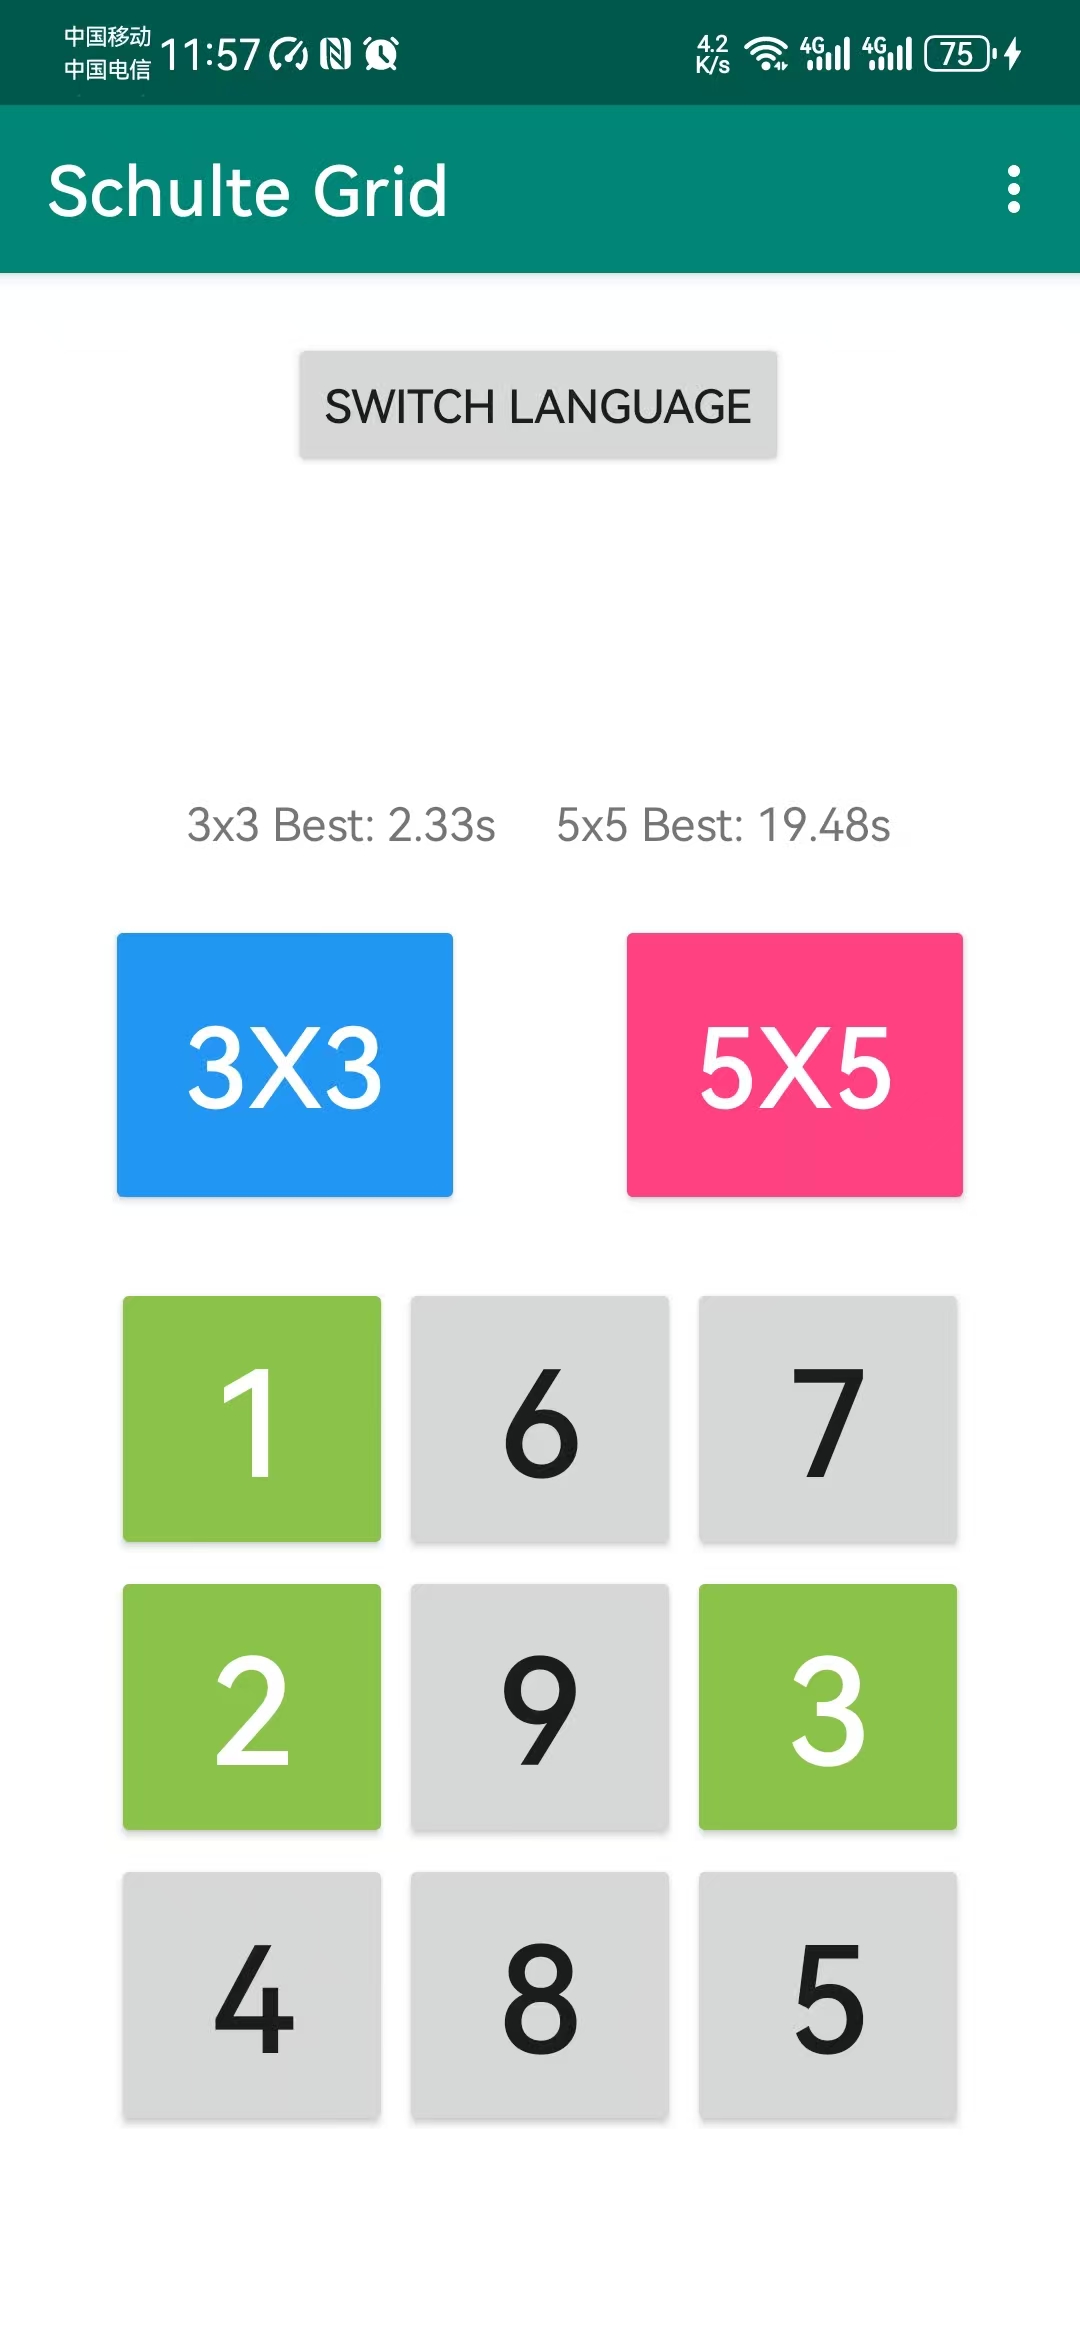 中国移动
中国电信
11:57
4.2
K/s
4G
4G
75
Schulte Grid
SWITCH LANGUAGE
3x3 Best: 2.33s 5x5 Best: 19.48s
3X3 5X5
1 6 7
2 9 3
4 8 5